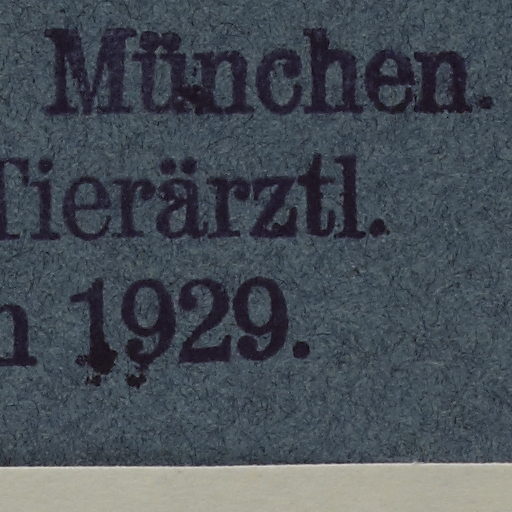 München.
Tierärztl.
n 1929.